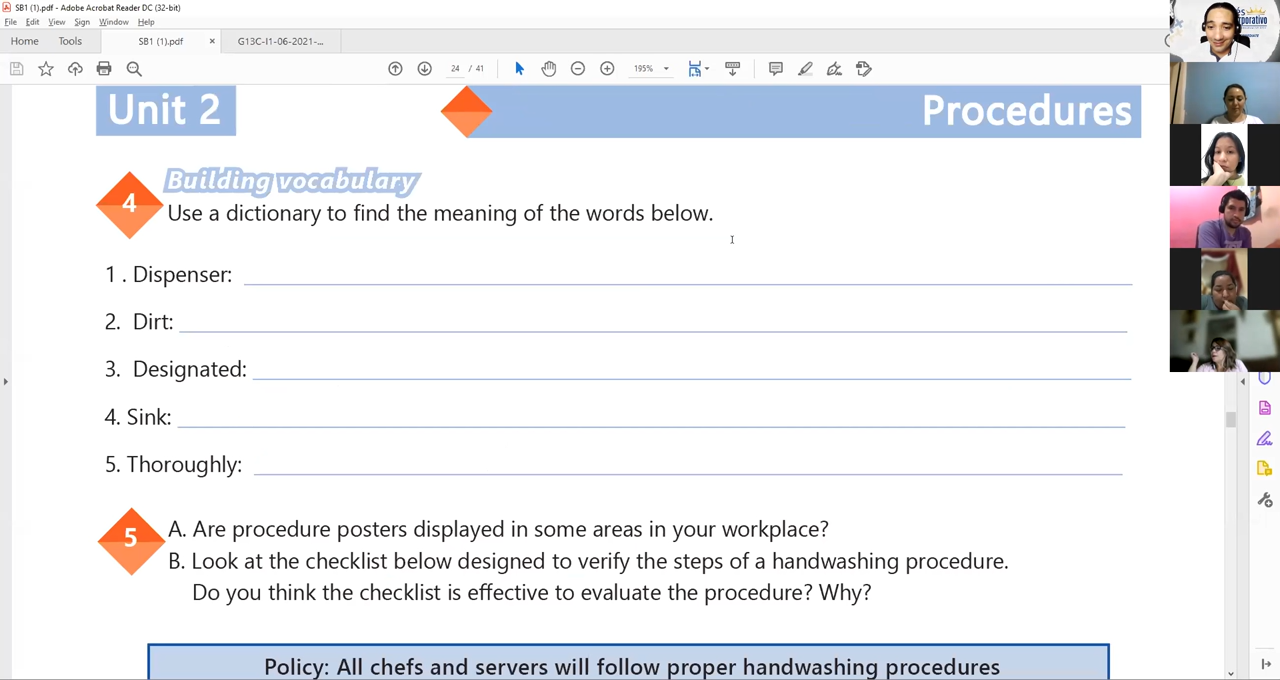 SB1 (1).pdf - Adobe Acrobat Reader DC (32-bit)
File Edit View Sign Window Help
Home Tools SB1 (1).pdf × G13C-I1-06-2021-...
24 / 41 195%
Unit 2 Procedures
Building vocabulary
4 Use a dictionary to find the meaning of the words below.
1 . Dispenser:
2. Dirt:
3. Designated:
4. Sink:
5. Thoroughly:
5 A. Are procedure posters displayed in some areas in your workplace?
B. Look at the checklist below designed to verify the steps of a handwashing procedure.
Do you think the checklist is effective to evaluate the procedure? Why?
Policy: All chefs and servers will follow proper handwashing procedures